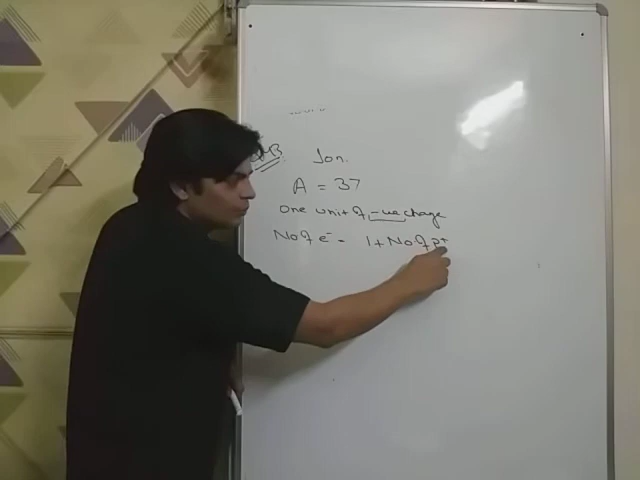 Ion.
A = 37
One unit of -ve charge
No of e⁻ = 1 + No of p⁺